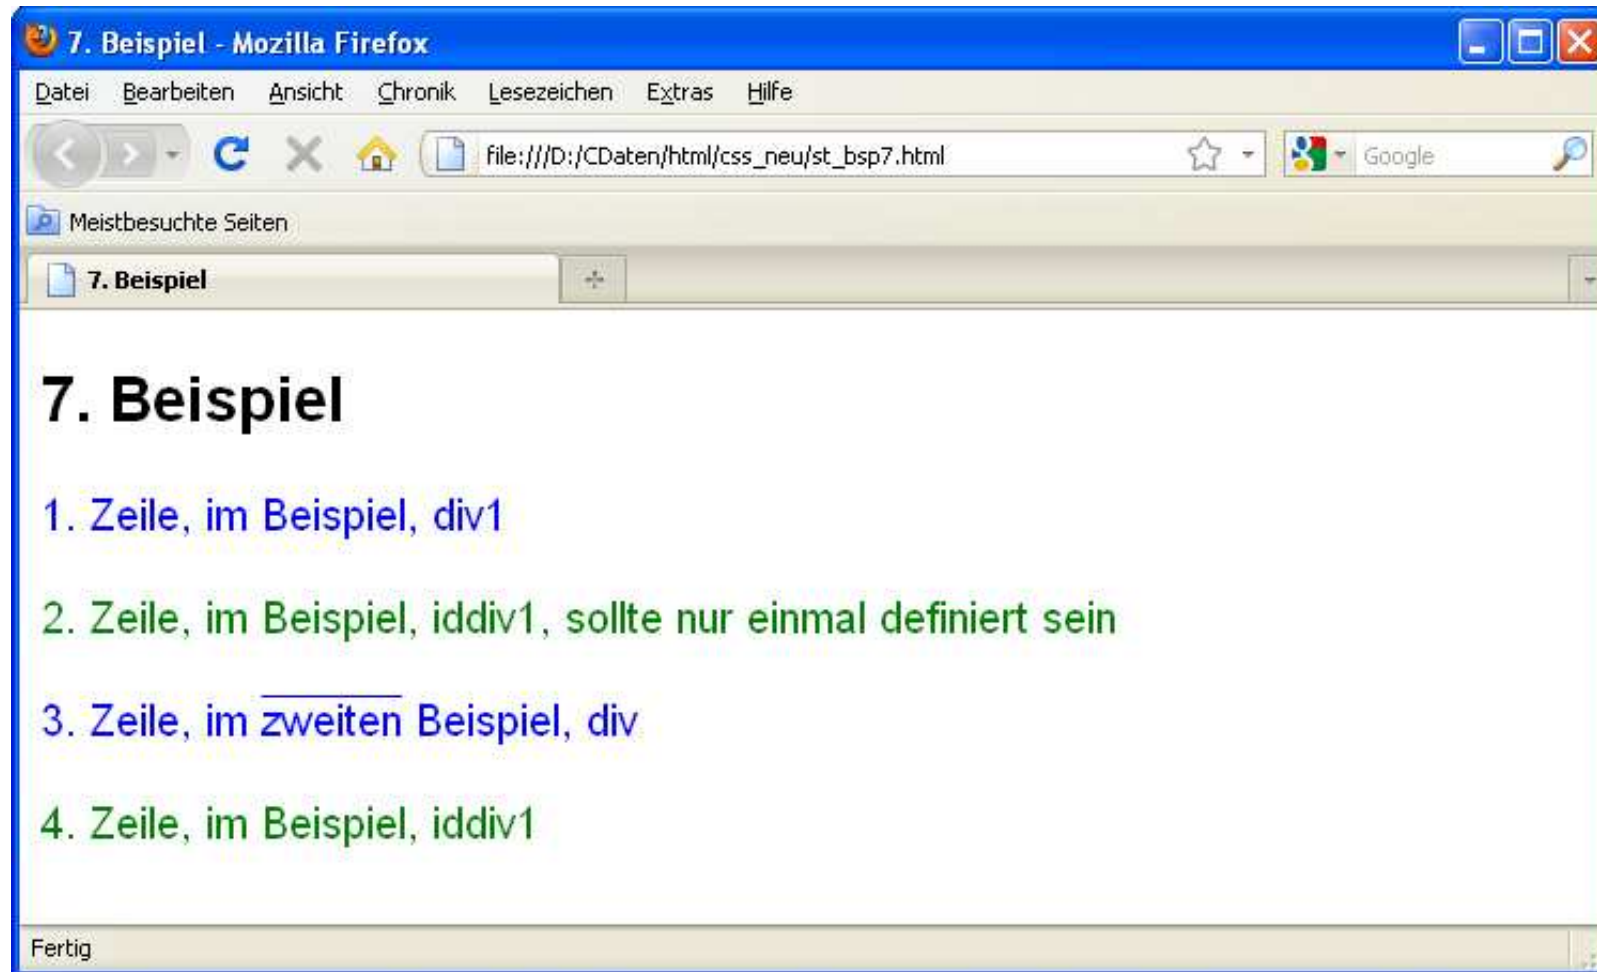 7. Beispiel - Mozilla Firefox
Datei Bearbeiten Ansicht Chronik Lesezeichen Extras Hilfe
file:///D:/CDaten/html/css_neu/st_bsp7.html Google
Meistbesuchte Seiten
7. Beispiel
7. Beispiel
1. Zeile, im Beispiel, div1
2. Zeile, im Beispiel, iddiv1, sollte nur einmal definiert sein
3. Zeile, im zweiten Beispiel, div
4. Zeile, im Beispiel, iddiv1
Fertig